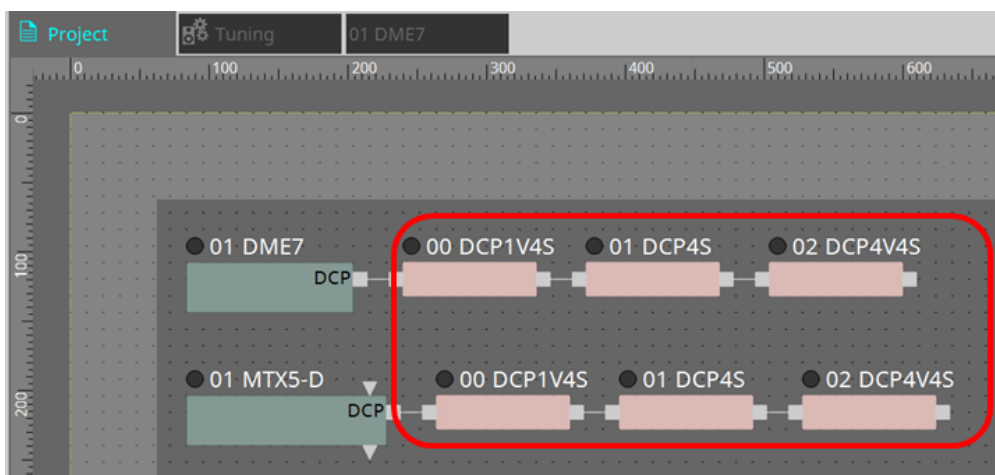 Project Tuning 01 DME7
0 100 200 300 400 500 600
0
01 DME7 00 DCP1V4S 01 DCP4S 02 DCP4V4S
100
DCP
01 MTX5-D 00 DCP1V4S 01 DCP4S 02 DCP4V4S
200
DCP